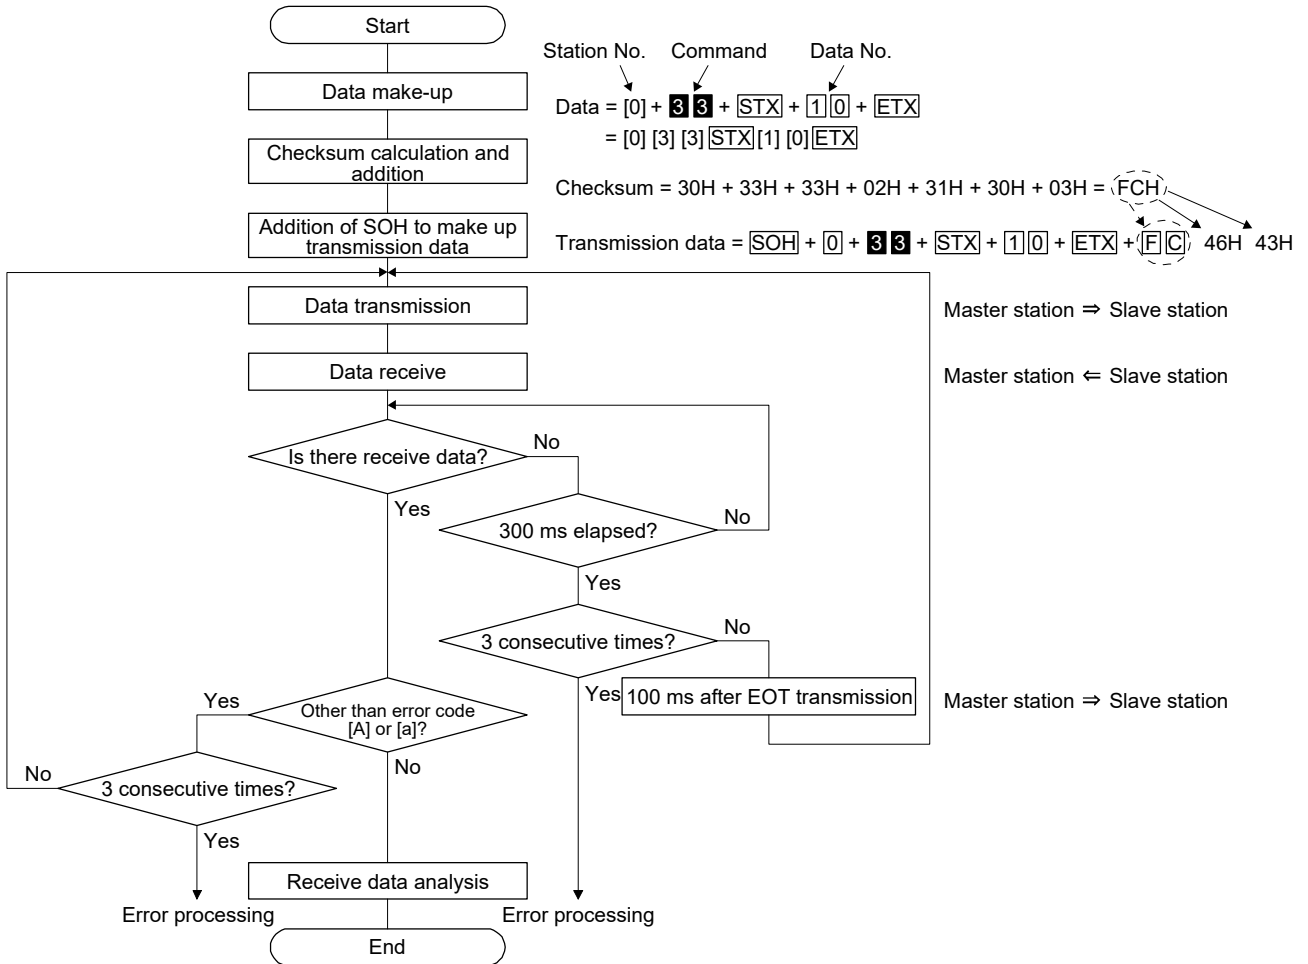 Start
Station No. Command Data No.
Data make-up
Data = [0] + 3 3 + STX + 1 0 + ETX
= [0] [3] [3] STX [1] [0] ETX
Checksum calculation and
addition
Checksum = 30H + 33H + 33H + 02H + 31H + 30H + 03H = FCH
Addition of SOH to make up
transmission data
Transmission data = SOH + 0 + 3 3 + STX + 1 0 + ETX + F C 46H 43H
Data transmission
Master station ⇒ Slave station
Data receive
Master station ⇐ Slave station
Is there receive data?
No
Yes
300 ms elapsed?
No
Yes
3 consecutive times?
No
Yes
100 ms after EOT transmission
Master station ⇒ Slave station
Yes
Other than error code
[A] or [a]?
No
No
3 consecutive times?
Yes
Receive data analysis
Error processing
Error processing
End